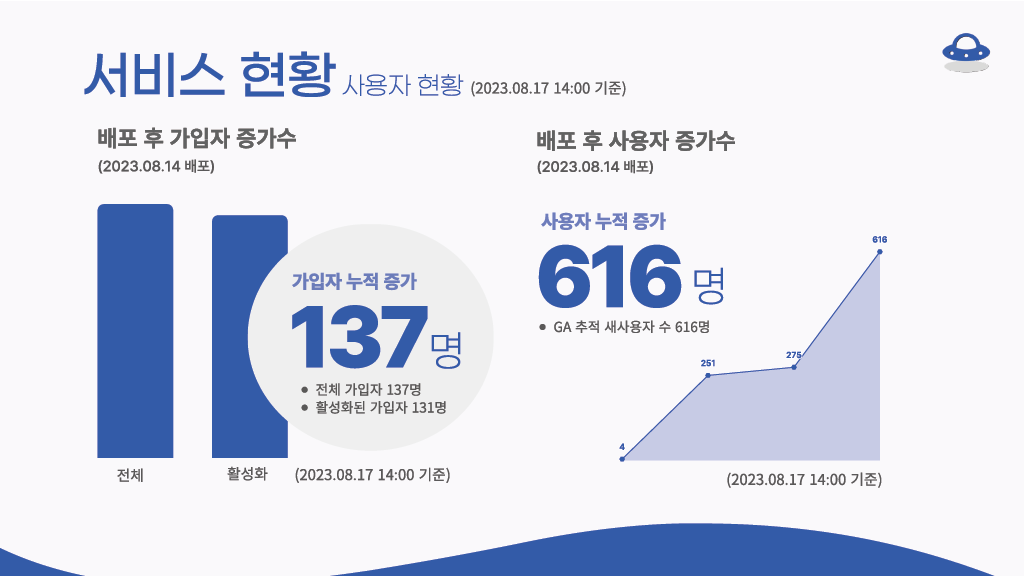 서비스 현황 사용자 현황 (2023.08.17 14:00 기준)
배포 후 가입자 증가수
(2023.08.14 배포)
가입자 누적 증가
137명
• 전체 가입자 137명
• 활성화된 가입자 131명
전체
활성화
(2023.08.17 14:00 기준)
배포 후 사용자 증가수
(2023.08.14 배포)
사용자 누적 증가
616 명
• GA 추적 새사용자 수 616명
4
251
275
616
(2023.08.17 14:00 기준)